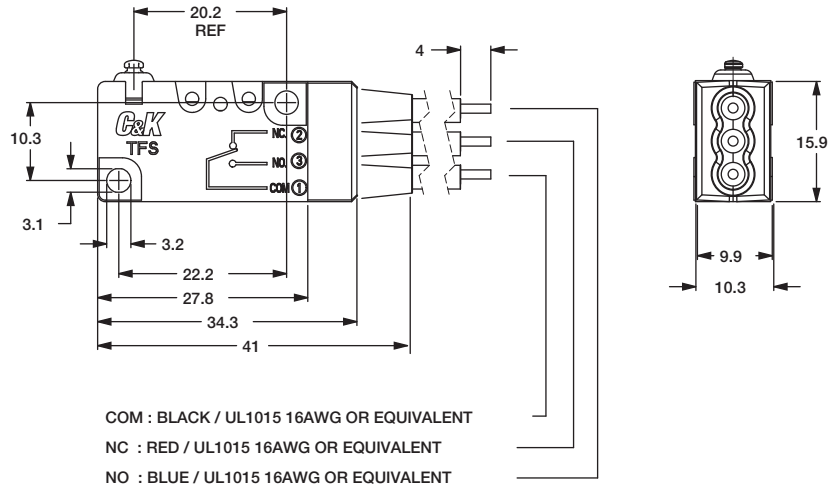 20.2
REF
4
10.3
C&K
TFS
NC. ②
NO. ③
COM ①
15.9
3.1
3.2
9.9
22.2
10.3
27.8
34.3
41
COM : BLACK / UL1015 16AWG OR EQUIVALENT
NC : RED / UL1015 16AWG OR EQUIVALENT
NO : BLUE / UL1015 16AWG OR EQUIVALENT